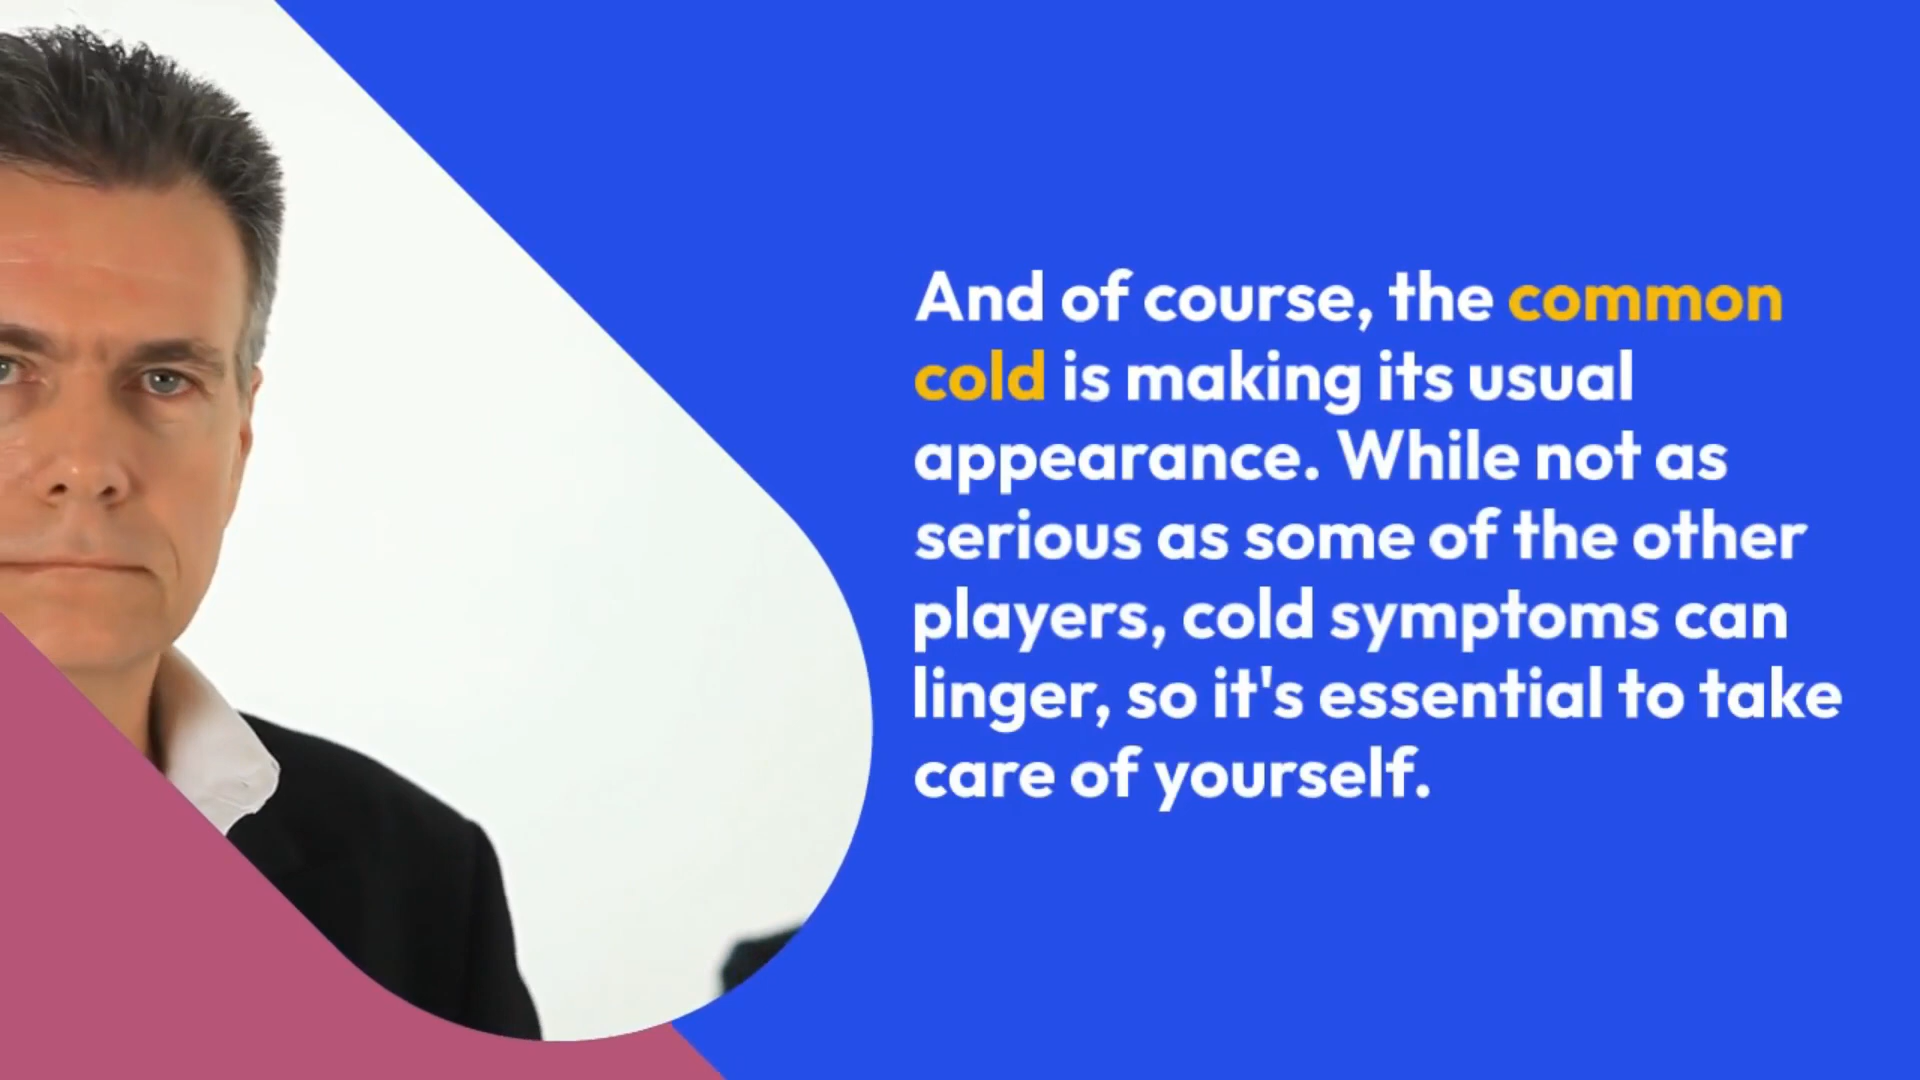 And of course, the common
cold is making its usual
appearance. While not as
serious as some of the other
players, cold symptoms can
linger, so it's essential to take
care of yourself.